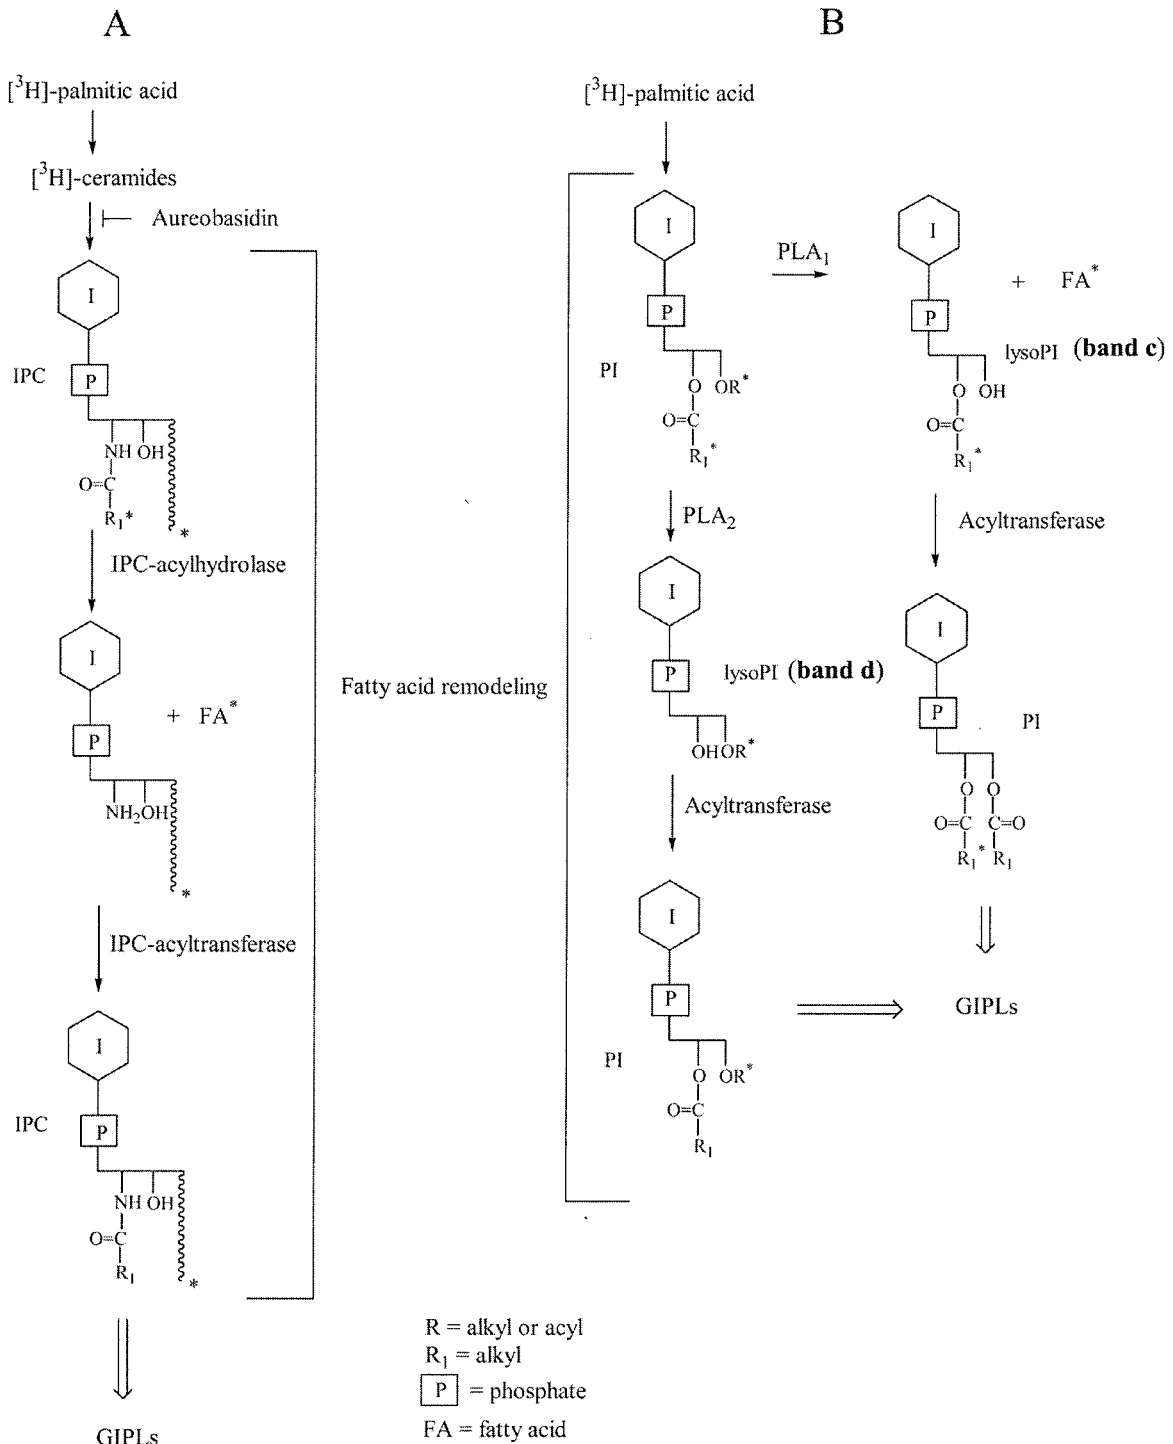 A
[³H]-palmitic acid
[³H]-ceramides
Aureobasidin
I
P
IPC
NH OH
O=C
R₁*
*
IPC-acylhydrolase
I
P
+ FA*
NH₂OH
*
IPC-acyltransferase
I
P
IPC
NH OH
O=C
R₁
*
GIPLs
Fatty acid remodeling
B
[³H]-palmitic acid
I
P
PI
O OR*
O=C
R₁*
PLA₁
I
P
+ FA*
lysoPI (band c)
O OH
O=C
R₁*
PLA₂
I
P
lysoPI (band d)
OHOR*
Acyltransferase
I
P
PI
O OR*
O=C
R₁
Acyltransferase
I
P
PI
O O
O=C C=O
R₁* R₁
GIPLs
R = alkyl or acyl
R₁ = alkyl
P = phosphate
FA = fatty acid